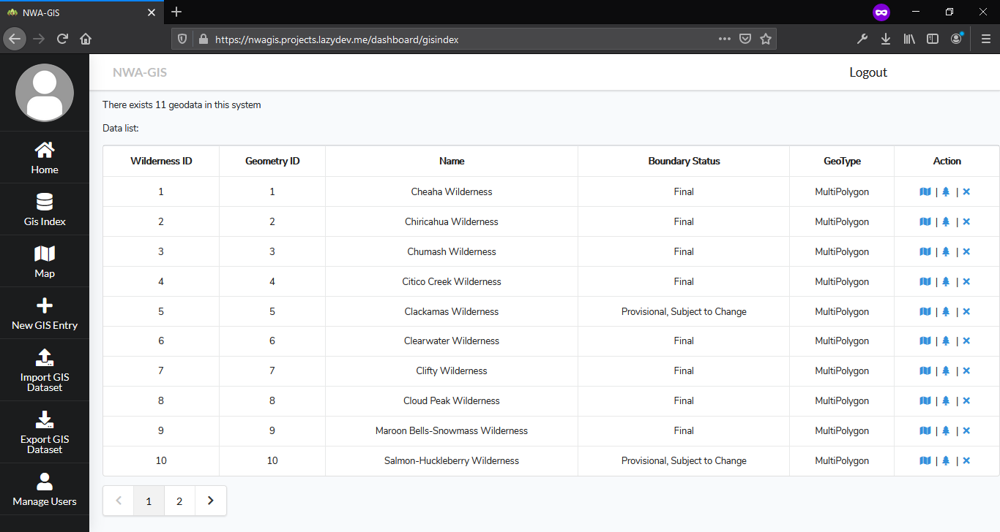 NWA-GIS
https://nwagis.projects.lazydev.me/dashboard/gisindex
NWA-GIS
Logout
Home
Gis Index
Map
New GIS Entry
Import GIS
Dataset
Export GIS
Dataset
Manage Users
There exists 11 geodata in this system
Data list:
Wilderness ID Geometry ID Name Boundary Status GeoType Action
1 1 Cheaha Wilderness Final MultiPolygon | |
2 2 Chiricahua Wilderness Final MultiPolygon | |
3 3 Chumash Wilderness Final MultiPolygon | |
4 4 Citico Creek Wilderness Final MultiPolygon | |
5 5 Clackamas Wilderness Provisional, Subject to Change MultiPolygon | |
6 6 Clearwater Wilderness Final MultiPolygon | |
7 7 Clifty Wilderness Final MultiPolygon | |
8 8 Cloud Peak Wilderness Final MultiPolygon | |
9 9 Maroon Bells-Snowmass Wilderness Final MultiPolygon | |
10 10 Salmon-Huckleberry Wilderness Provisional, Subject to Change MultiPolygon | |
1 2